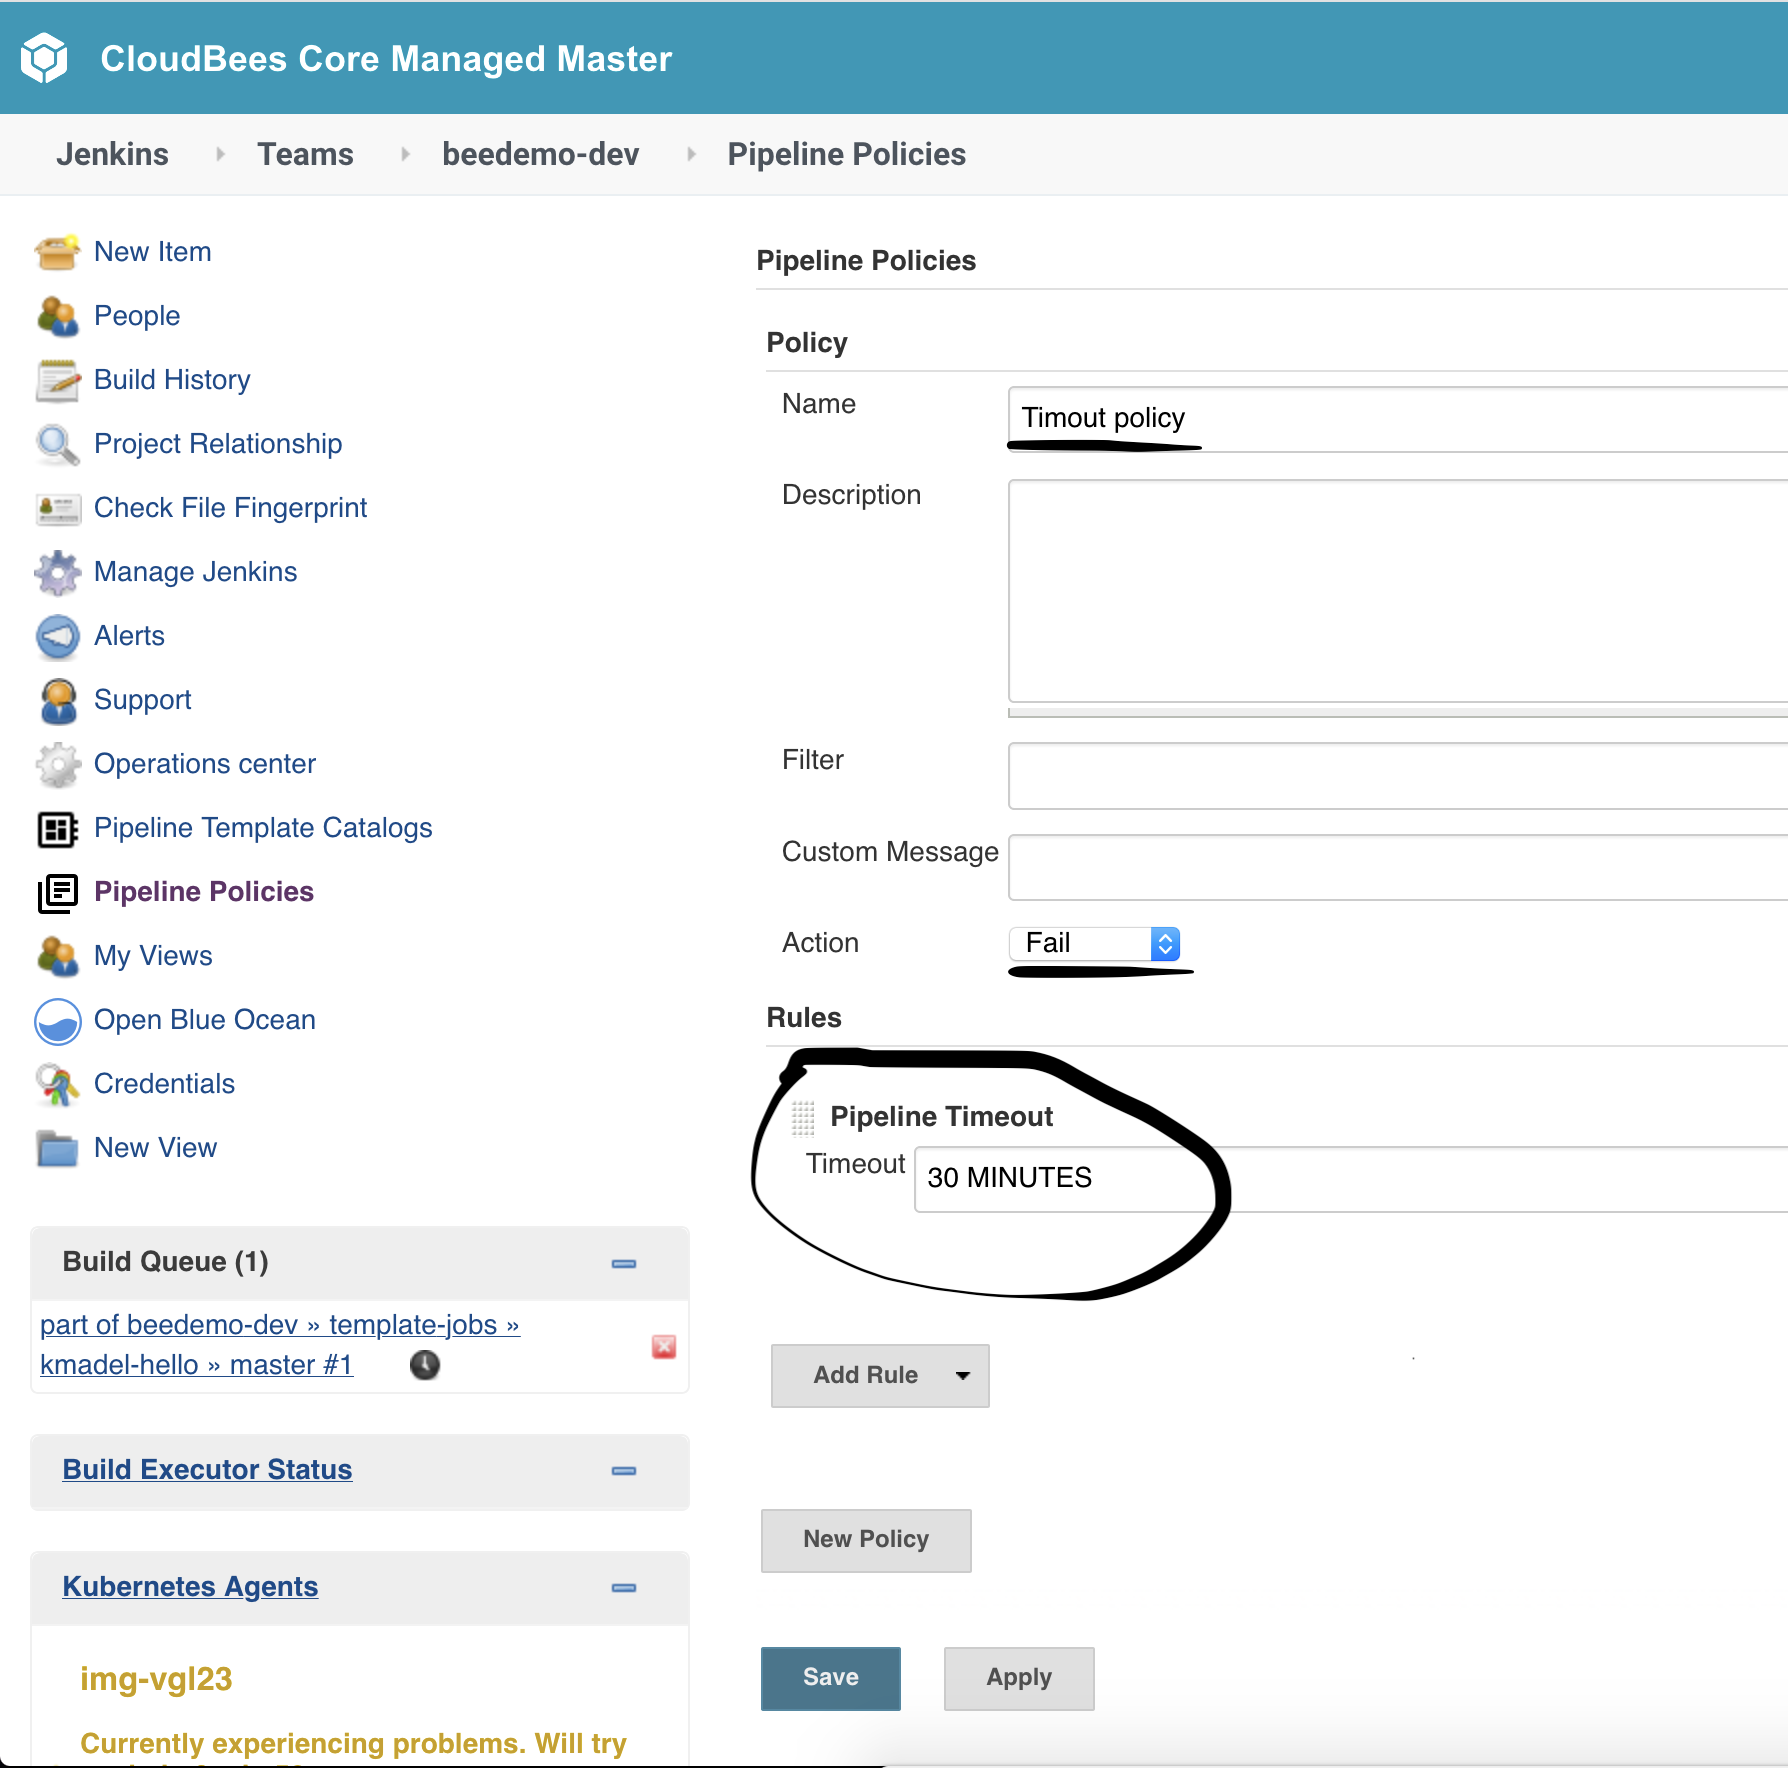 CloudBees Core Managed Master
Jenkins Teams beedemo-dev Pipeline Policies
New Item
People
Build History
Project Relationship
Check File Fingerprint
Manage Jenkins
Alerts
Support
Operations center
Pipeline Template Catalogs
Pipeline Policies
My Views
Open Blue Ocean
Credentials
New View
Build Queue (1)
part of beedemo-dev » template-jobs »
kmadel-hello » master #1
Build Executor Status
Kubernetes Agents
img-vgl23
Currently experiencing problems. Will try
Pipeline Policies
Policy
Name Timout policy
Description
Filter
Custom Message
Action Fail
Rules
Pipeline Timeout
Timeout 30 MINUTES
Add Rule
New Policy
Save Apply